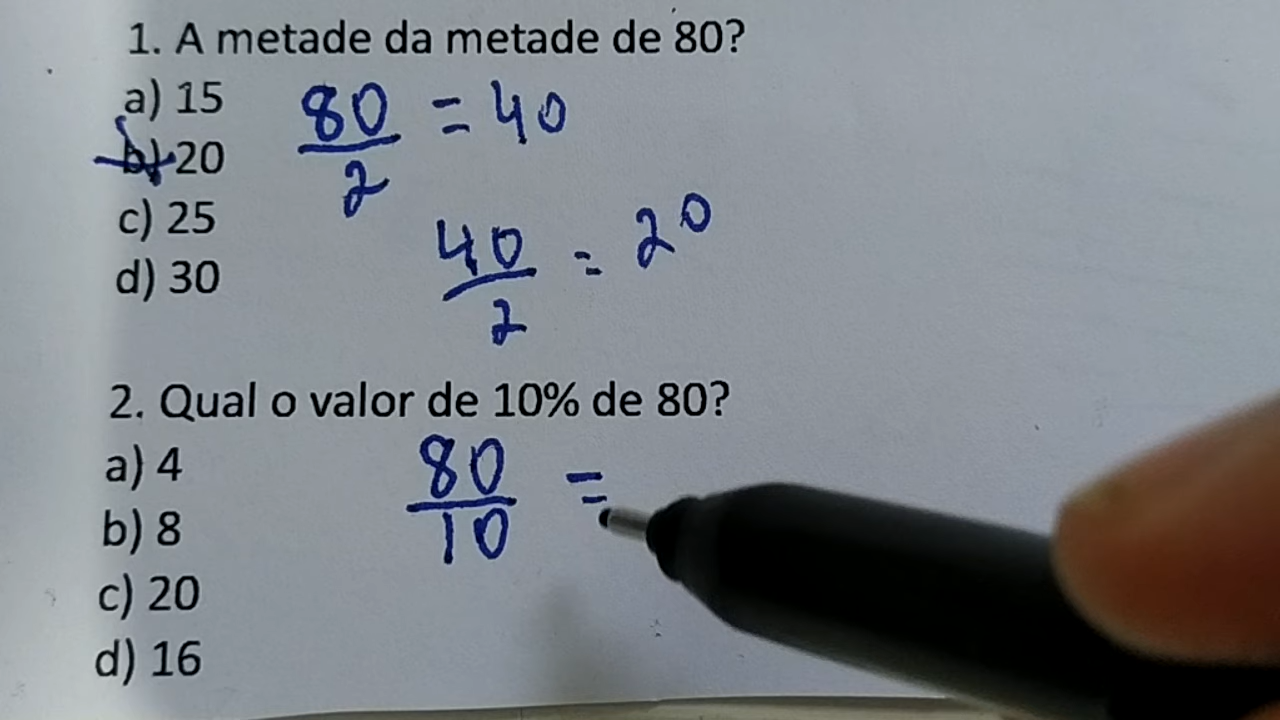 1. A metade da metade de 80?
a) 15
b) 20
c) 25
d) 30
80/2 = 40
40/2 = 20
2. Qual o valor de 10% de 80?
a) 4
b) 8
c) 20
d) 16
80/10 =